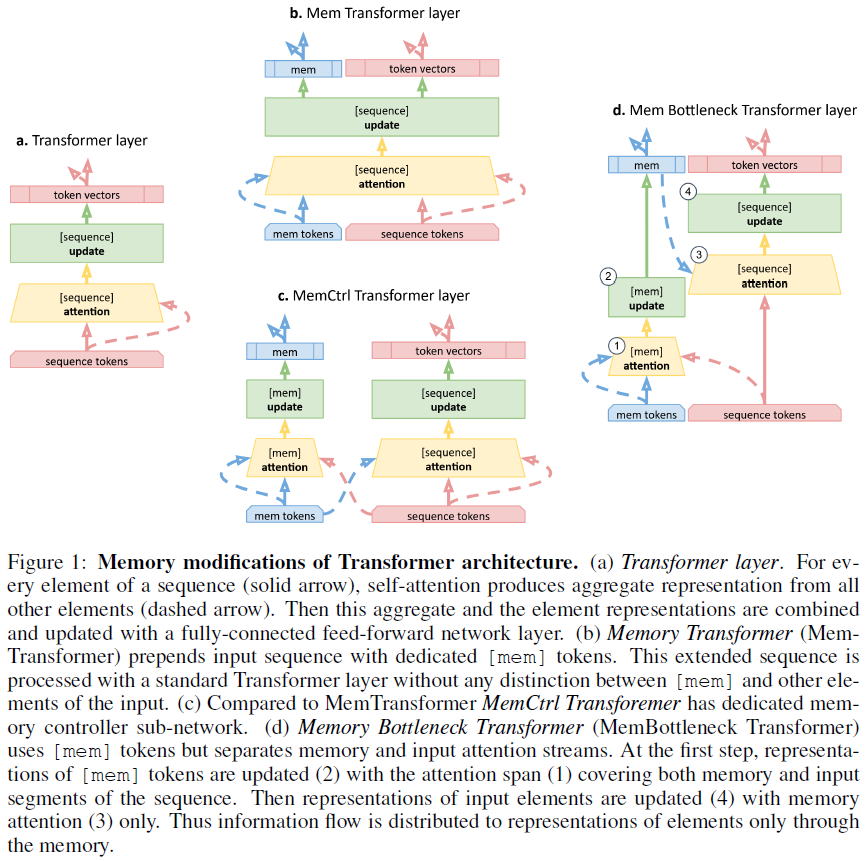 b. Mem Transformer layer
mem
token vectors
[sequence]
update
[sequence]
attention
mem tokens
sequence tokens
a. Transformer layer
token vectors
[sequence]
update
[sequence]
attention
sequence tokens
c. MemCtrl Transformer layer
mem
token vectors
[mem]
update
[sequence]
update
[mem]
attention
[sequence]
attention
mem tokens
sequence tokens
d. Mem Bottleneck Transformer layer
mem
token vectors
4
[sequence]
update
3
[sequence]
attention
2
[mem]
update
1
[mem]
attention
mem tokens
sequence tokens
Figure 1: Memory modifications of Transformer architecture. (a) Transformer layer. For ev-
ery element of a sequence (solid arrow), self-attention produces aggregate representation from all
other elements (dashed arrow). Then this aggregate and the element representations are combined
and updated with a fully-connected feed-forward network layer. (b) Memory Transformer (Mem-
Transformer) prepends input sequence with dedicated [mem] tokens. This extended sequence is
processed with a standard Transformer layer without any distinction between [mem] and other ele-
ments of the input. (c) Compared to MemTransformer MemCtrl Transforemer has dedicated mem-
ory controller sub-network. (d) Memory Bottleneck Transformer (MemBottleneck Transformer)
uses [mem] tokens but separates memory and input attention streams. At the first step, representa-
tions of [mem] tokens are updated (2) with the attention span (1) covering both memory and input
segments of the sequence. Then representations of input elements are updated (4) with memory
attention (3) only. Thus information flow is distributed to representations of elements only through
the memory.